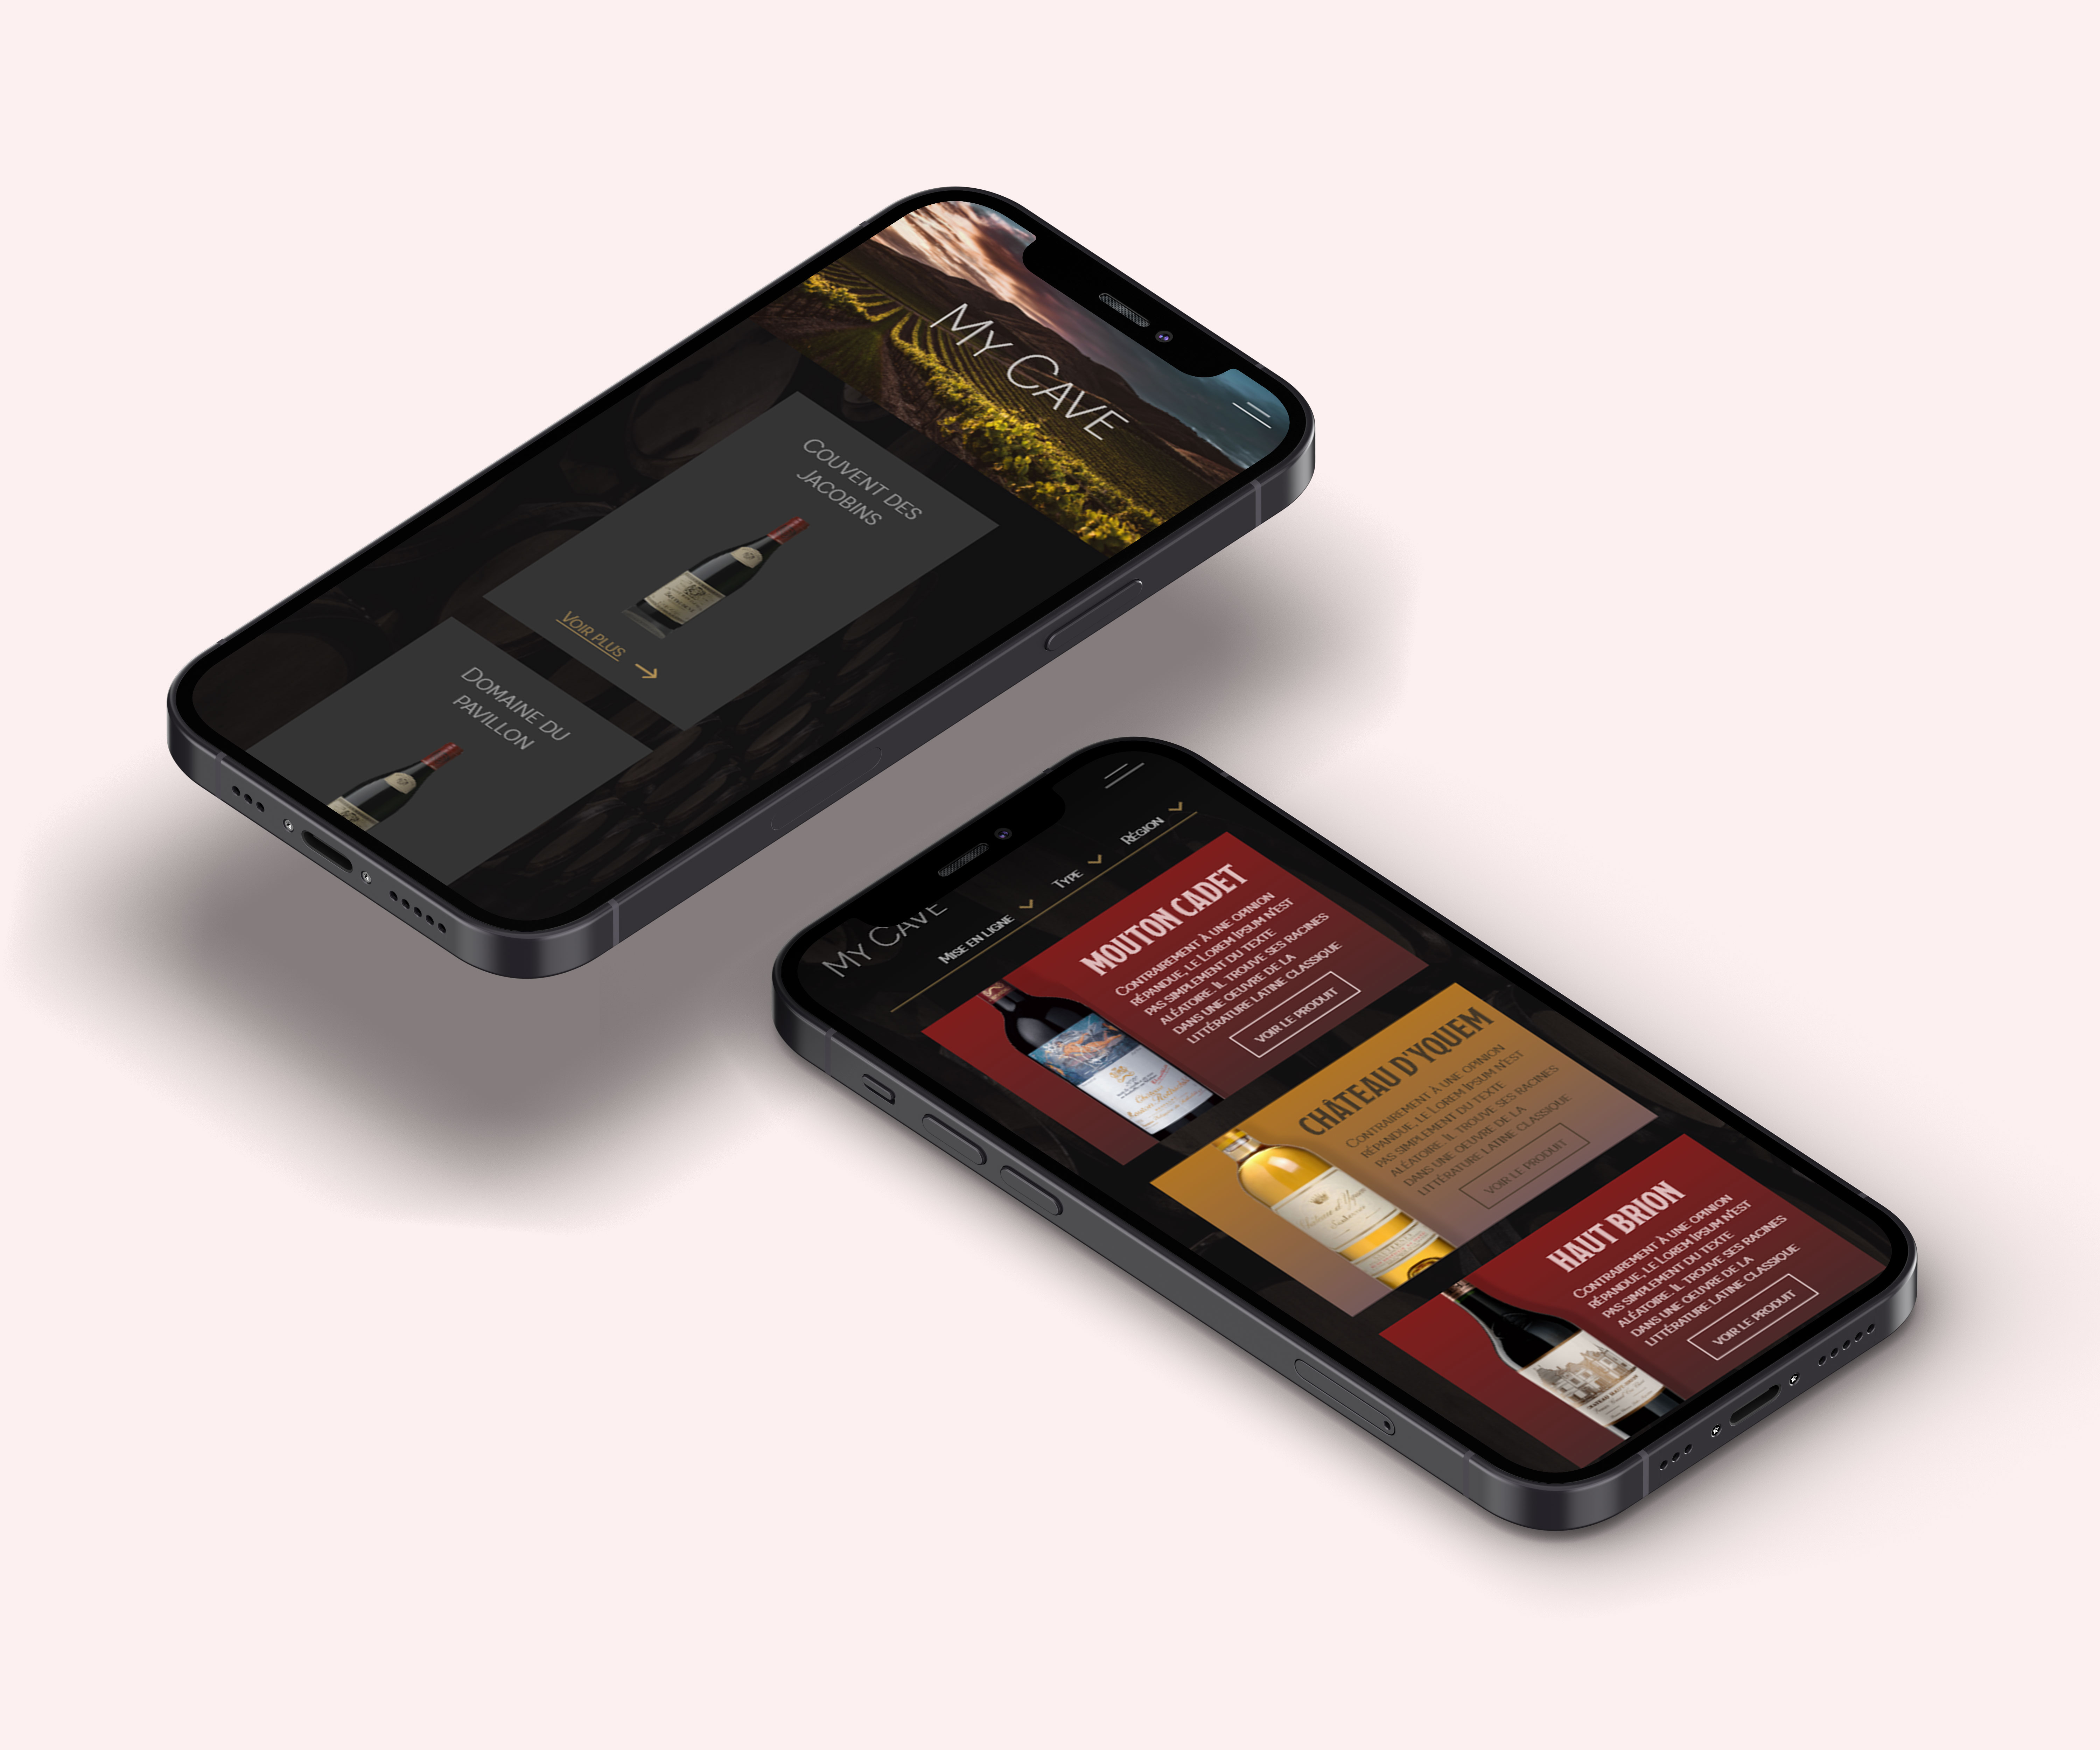 My Cave
Couvent des
Jacobins
Voir plus
Domaine du
pavillon
My Cave
Mise en ligne
Type
Région
MOUTON CADET
Contrairement à une opinion
répandue, le Lorem Ipsum n'est
pas simplement du texte
aléatoire. Il trouve ses racines
dans une oeuvre de la
littérature latine classique
VOIR LE PRODUIT
CHÂTEAU D'YQUEM
Contrairement à une opinion
répandue, le Lorem Ipsum n'est
pas simplement du texte
aléatoire. Il trouve ses racines
dans une oeuvre de la
littérature latine classique
VOIR LE PRODUIT
HAUT BRION
Contrairement à une opinion
répandue, le Lorem Ipsum n'est
pas simplement du texte
aléatoire. Il trouve ses racines
dans une oeuvre de la
littérature latine classique
VOIR LE PRODUIT